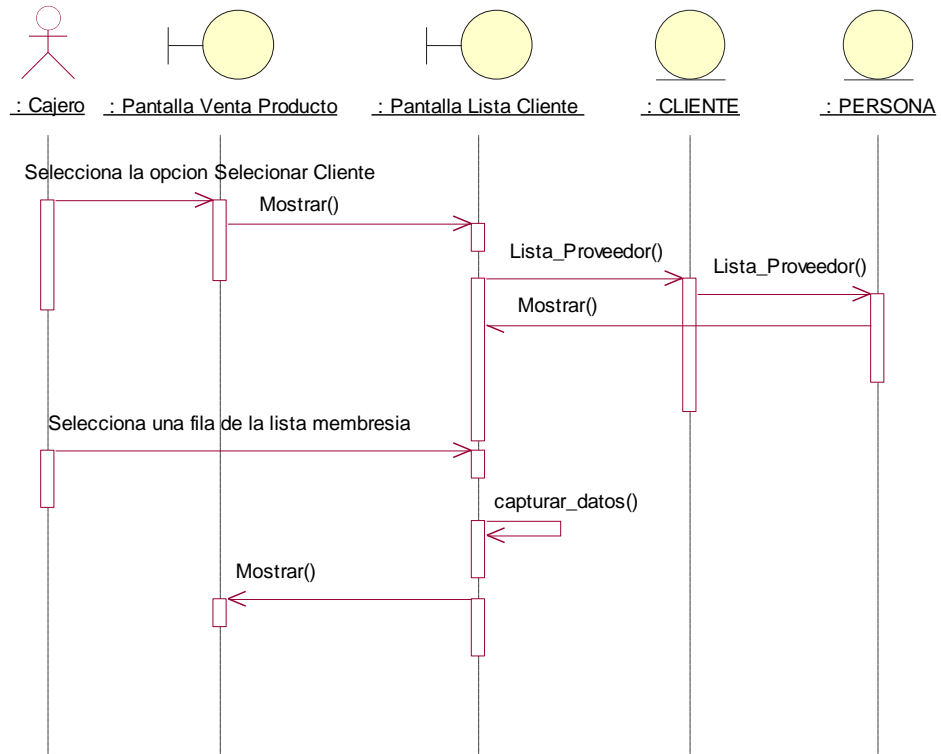 : Cajero
: Pantalla Venta Producto
: Pantalla Lista Cliente
: CLIENTE
: PERSONA
Selecciona la opcion Selecionar Cliente
Mostrar()
Lista_Proveedor()
Lista_Proveedor()
Mostrar()
Selecciona una fila de la lista membresia
capturar_datos()
Mostrar()